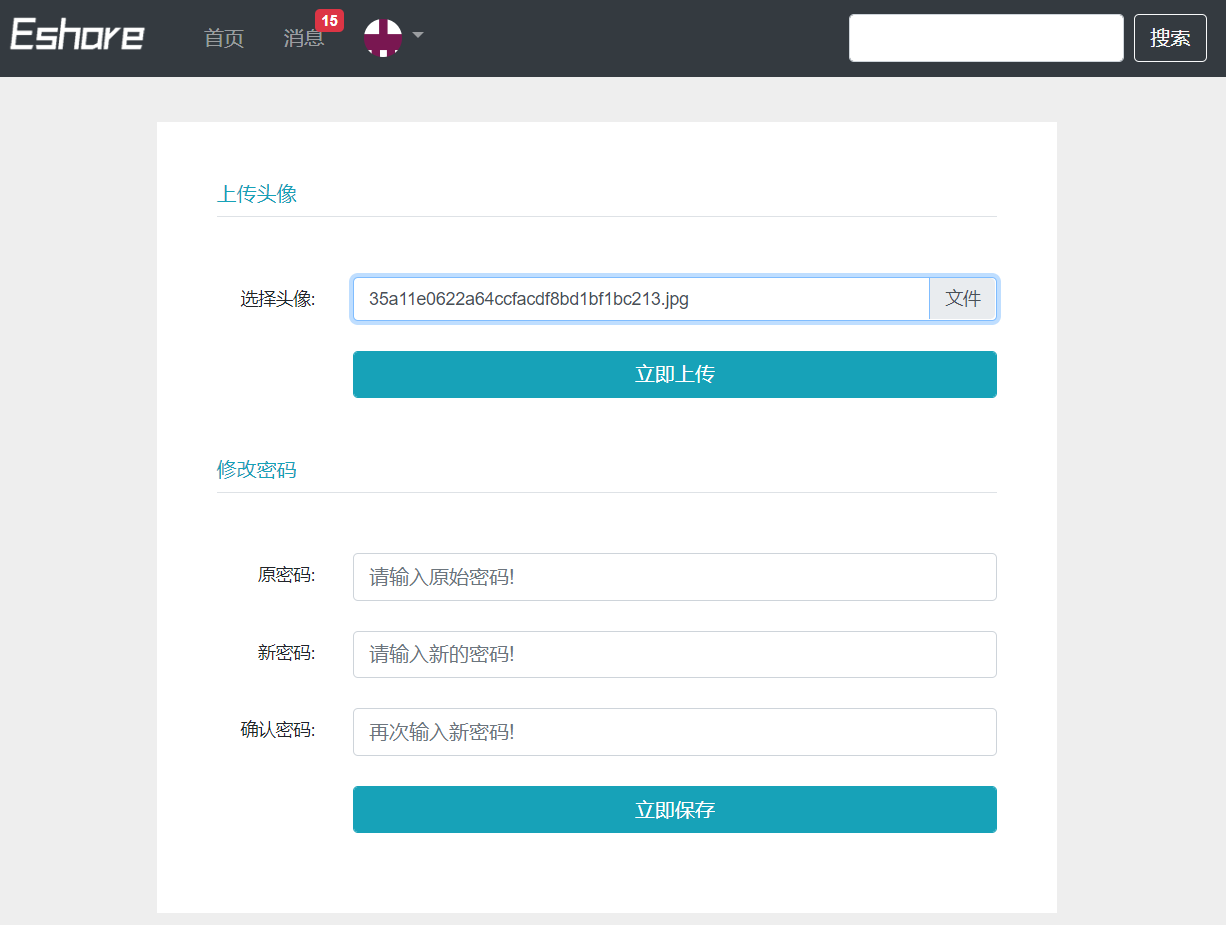 Eshare 首页 消息 15 搜索
上传头像
选择头像: 35a11e0622a64ccfacdf8bd1bf1bc213.jpg 文件
立即上传
修改密码
原密码: 请输入原始密码!
新密码: 请输入新的密码!
确认密码: 再次输入新密码!
立即保存